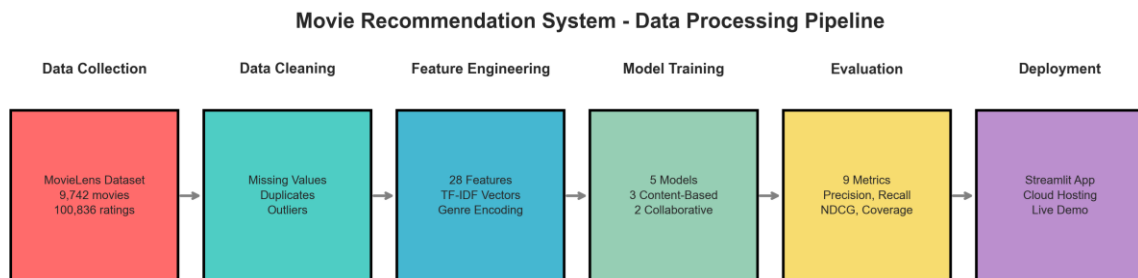 Movie Recommendation System - Data Processing Pipeline
Data Collection
Data Cleaning
Feature Engineering
Model Training
Evaluation
Deployment
MovieLens Dataset
9,742 movies
100,836 ratings
Missing Values
Duplicates
Outliers
28 Features
TF-IDF Vectors
Genre Encoding
5 Models
3 Content-Based
2 Collaborative
9 Metrics
Precision, Recall
NDCG, Coverage
Streamlit App
Cloud Hosting
Live Demo